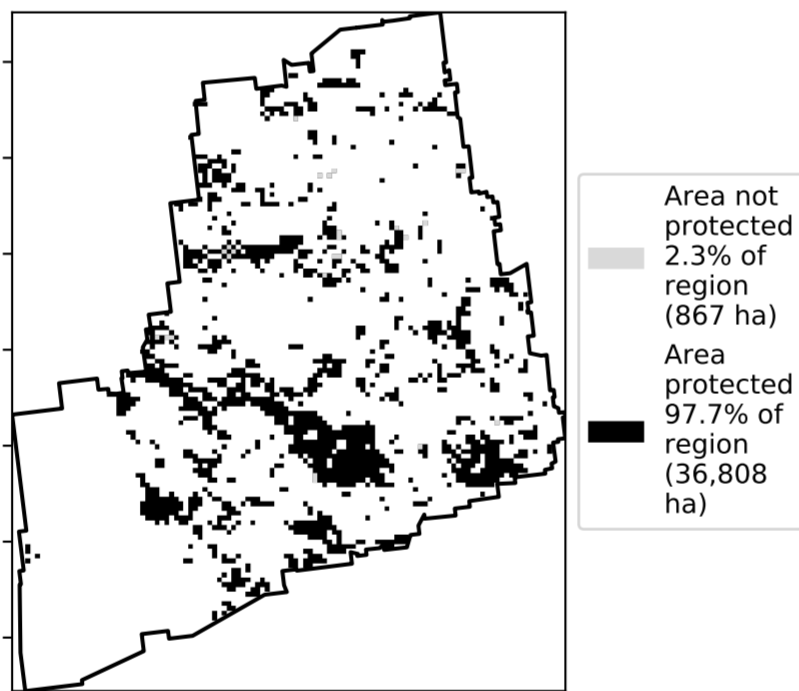 Area not
protected
2.3% of
region
(867 ha)
Area
protected
97.7% of
region
(36,808
ha)